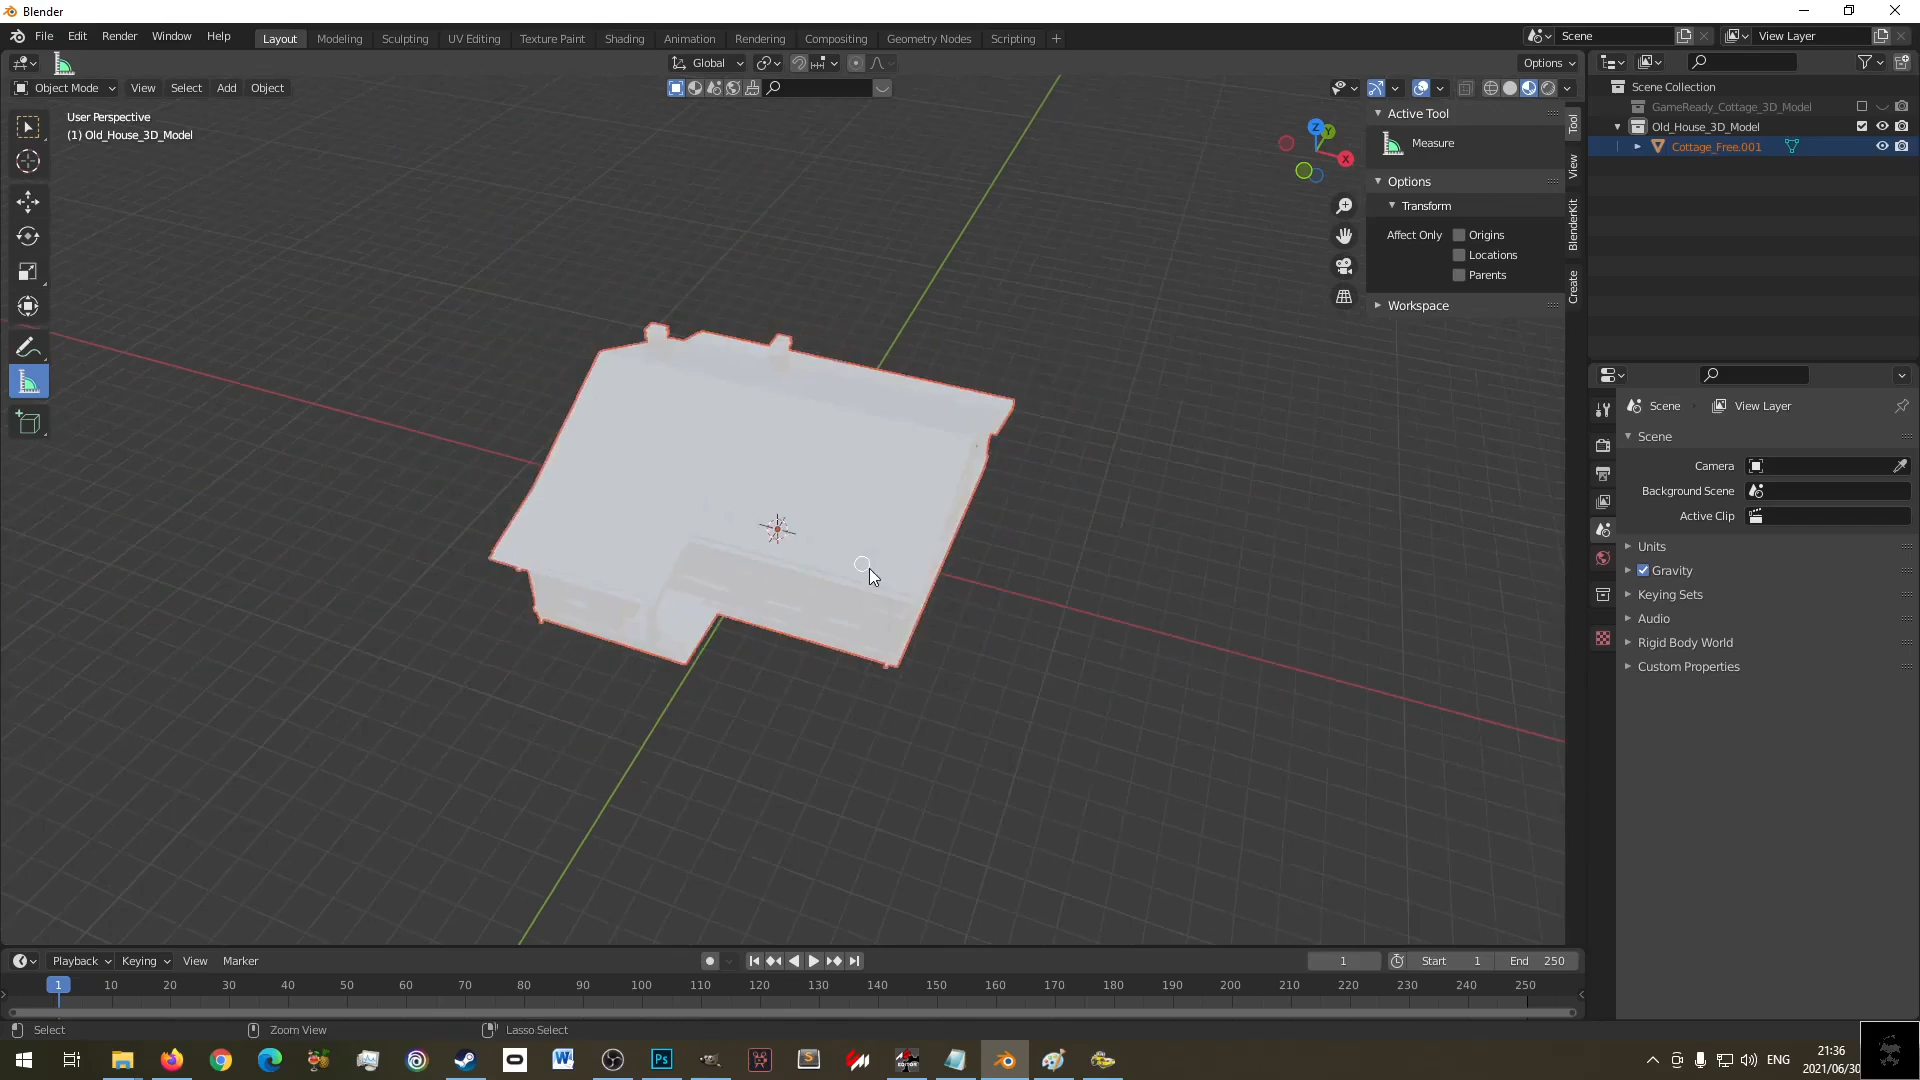 Blender
File Edit Render Window Help
Layout Modeling Sculpting UV Editing Texture Paint Shading Animation Rendering Compositing Geometry Nodes Scripting +
Scene
View Layer
Global
Options
Object Mode View Select Add Object
User Perspective
(1) Old_House_3D_Model
Z
Y
X
Active Tool
Measure
Options
Transform
Affect Only Origins
Locations
Parents
Workspace
Tool
View
BlenderKit
Create
Scene Collection
GameReady_Cottage_3D_Model
Old_House_3D_Model
Cottage_Free.001
Scene View Layer
Scene
Camera
Background Scene
Active Clip
Units
Gravity
Keying Sets
Audio
Rigid Body World
Custom Properties
Playback Keying View Marker
1 Start 1 End 250
1 10 20 30 40 50 60 70 80 90 100 110 120 130 140 150 160 170 180 190 200 210 220 230 240 250
Select Zoom View Lasso Select
W Ps S EDITOR
ENG
21:36
2021/06/30